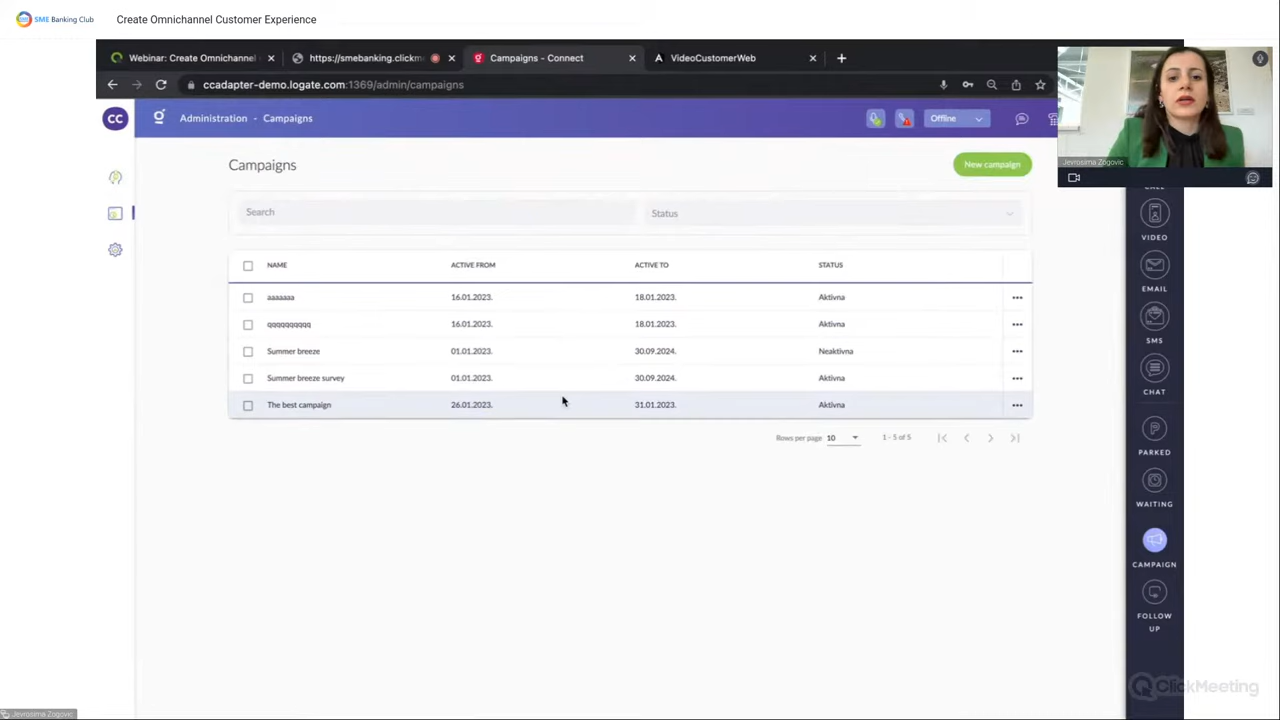 SME Banking Club
Create Omnichannel Customer Experience
Webinar: Create Omnichannel
https://smebanking.clickm
Campaigns - Connect
VideoCustomerWeb
ccadapter-demo.logate.com:1369/admin/campaigns
CC
Administration - Campaigns
Offline
Jevrosima Zogovic
Campaigns
New campaign
Search
Status
NAME ACTIVE FROM ACTIVE TO STATUS
aaaaaaa 16.01.2023. 18.01.2023. Aktivna
qqqqqqqqqq 16.01.2023. 18.01.2023. Aktivna
Summer breeze 01.01.2023. 30.09.2024. Neaktivna
Summer breeze survey 01.01.2023. 30.09.2024. Aktivna
The best campaign 26.01.2023. 31.01.2023. Aktivna
Rows per page 10 1 - 5 of 5
VIDEO
EMAIL
SMS
CHAT
PARKED
WAITING
CAMPAIGN
FOLLOW
UP
ClickMeeting
Jevrosima Zogovic